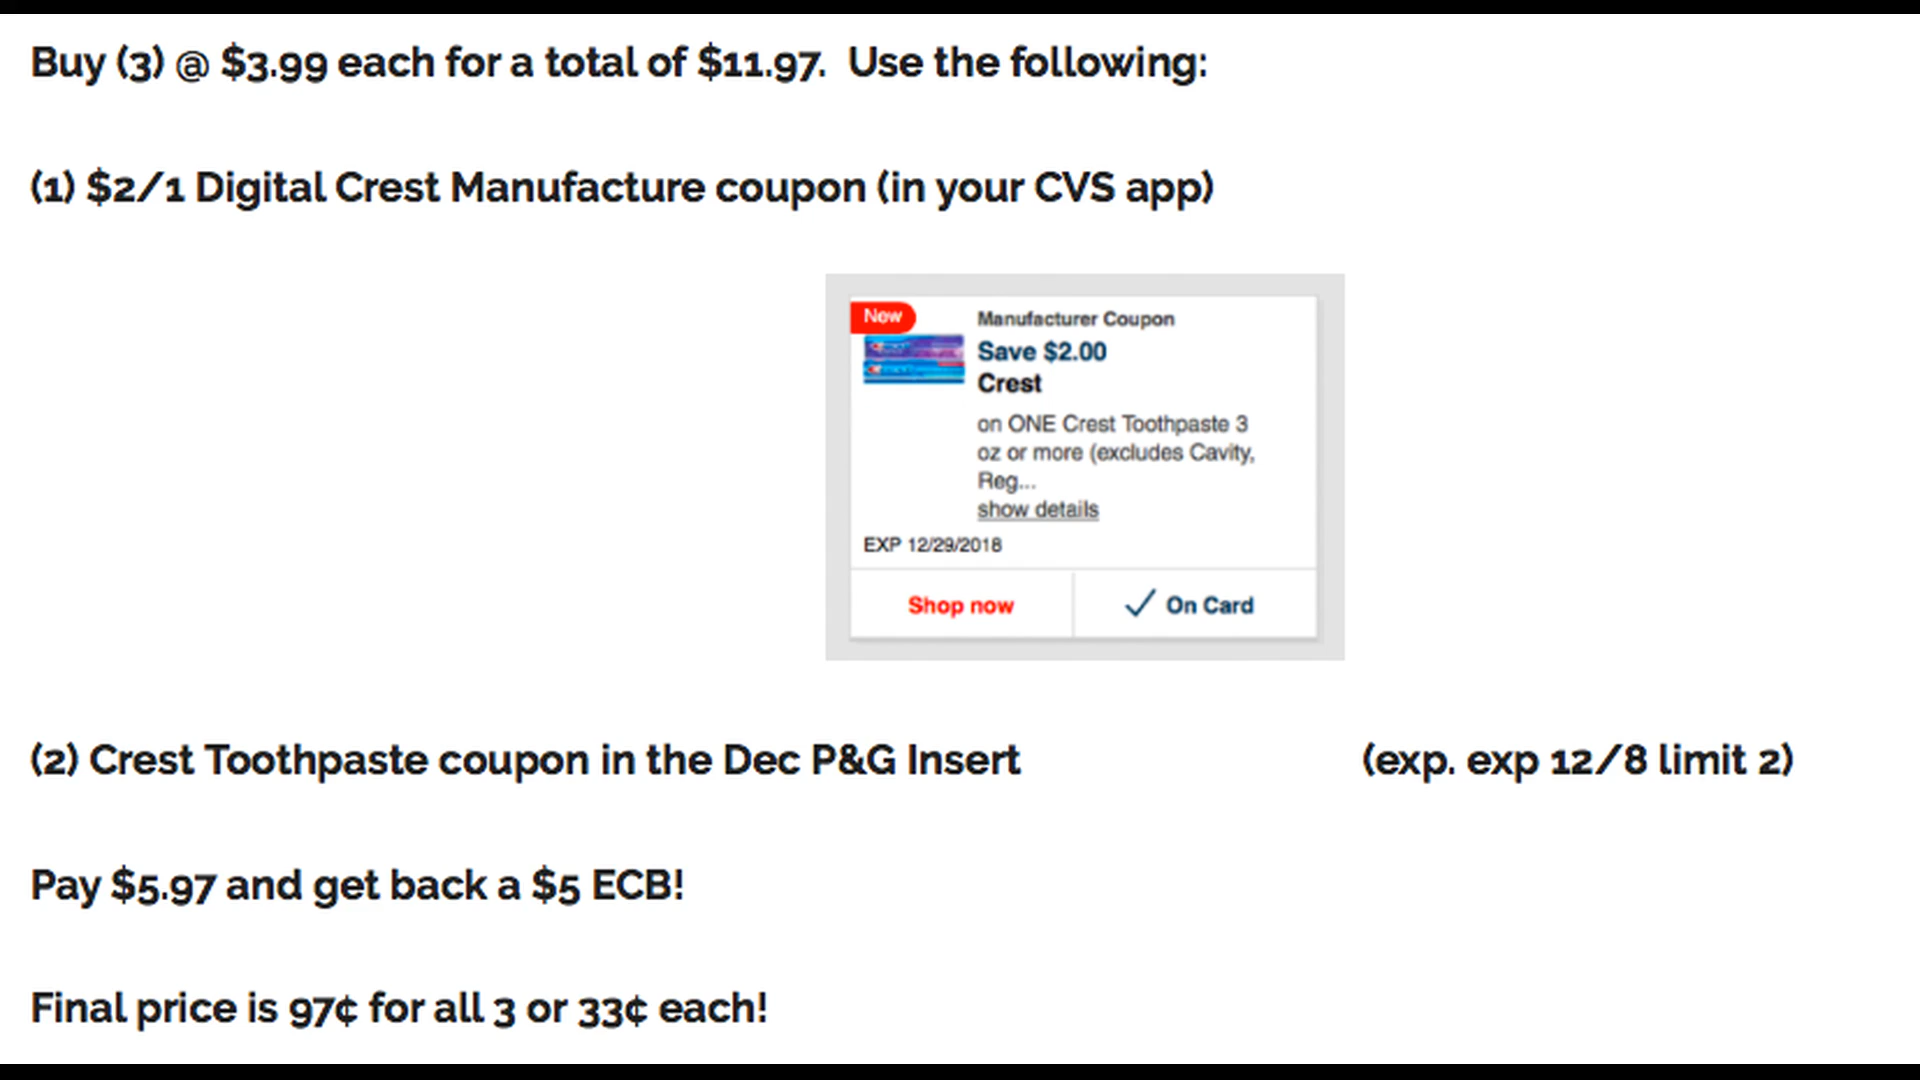 Buy (3) @ $3.99 each for a total of $11.97. Use the following:
(1) $2/1 Digital Crest Manufacture coupon (in your CVS app)
New
Manufacturer Coupon
Save $2.00
Crest
on ONE Crest Toothpaste 3
oz or more (excludes Cavity,
Reg...
show details
EXP 12/29/2018
Shop now
On Card
(2) Crest Toothpaste coupon in the Dec P&G Insert (exp. exp 12/8 limit 2)
Pay $5.97 and get back a $5 ECB!
Final price is 97¢ for all 3 or 33¢ each!